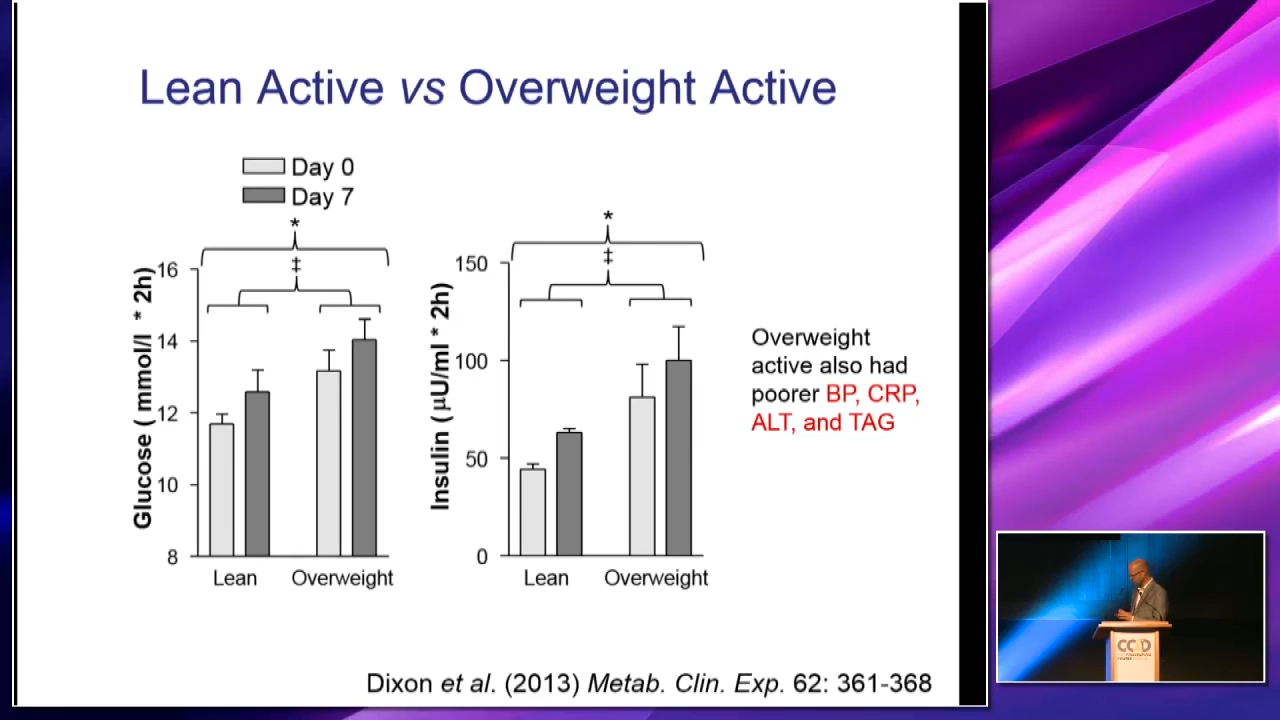 Lean Active vs Overweight Active
Day 0
Day 7
*
‡
Glucose ( mmol/l * 2h)
16
14
12
10
8
Lean
Overweight
*
‡
Insulin ( µU/ml * 2h)
150
100
50
0
Lean
Overweight
Overweight
active also had
poorer BP, CRP,
ALT, and TAG
Dixon et al. (2013) Metab. Clin. Exp. 62: 361-368